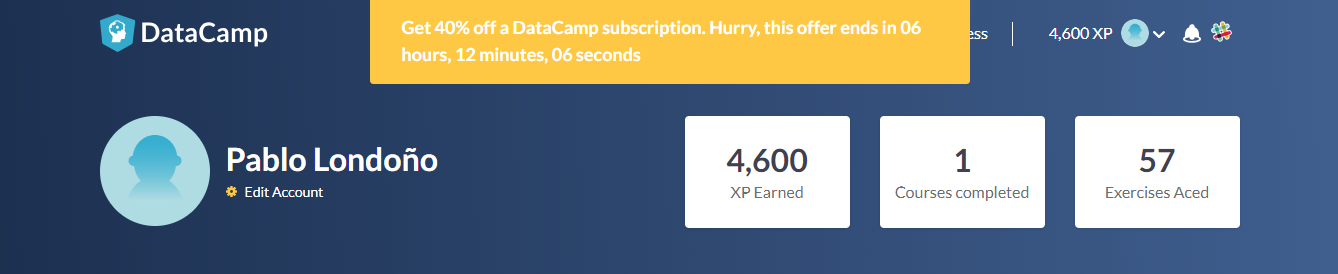 DataCamp
Get 40% off a DataCamp subscription. Hurry, this offer ends in 06
hours, 12 minutes, 06 seconds
ess
4,600 XP
Pablo Londoño
Edit Account
4,600
XP Earned
1
Courses completed
57
Exercises Aced